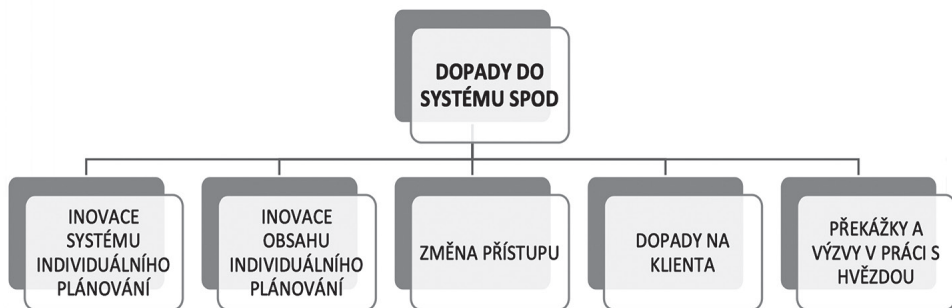 DOPADY DO
SYSTÉMU SPOD
INOVACE
SYSTÉMU
INDIVIDUÁLNÍHO
PLÁNOVÁNÍ
INOVACE
OBSAHU
INDIVIDUÁLNÍHO
PLÁNOVÁNÍ
ZMĚNA PŘÍSTUPU
DOPADY NA
KLIENTA
PŘEKÁŽKY A
VÝZVY V PRÁCI S
HVĚZDOU